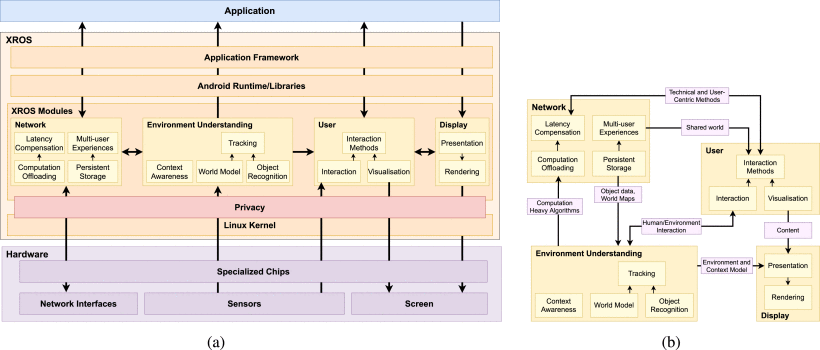 Application
XROS
Application Framework
Android Runtime/Libraries
XROS Modules
Network
Latency
Compensation
Multi-user
Experiences
Computation
Offloading
Persistent
Storage
Environment Understanding
Tracking
Context
Awareness
World Model
Object
Recognition
User
Interaction
Methods
Interaction
Visualisation
Display
Presentation
Rendering
Privacy
Linux Kernel
Hardware
Specialized Chips
Network Interfaces
Sensors
Screen
(a)
Technical and User-
Centric Methods
Network
Latency
Compensation
Multi-user
Experiences
Computation
Offloading
Persistent
Storage
Shared world
User
Interaction
Methods
Interaction
Visualisation
Computation
Heavy Algorithms
Object data,
World Maps
Human/Environment
Interaction
Content
Environment Understanding
Tracking
Context
Awareness
World Model
Object
Recognition
Environment and
Context Model
Presentation
Rendering
Display
(b)